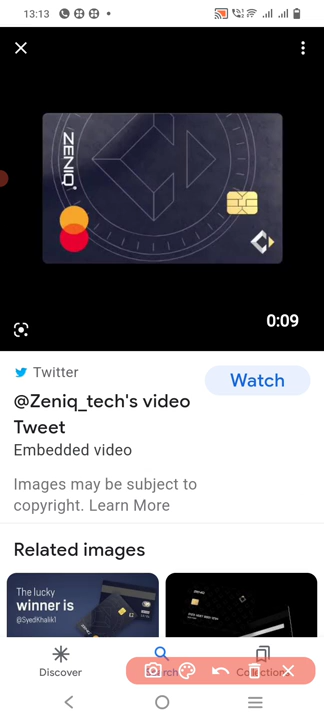 13:13
ZENIQ
0:09
Twitter
Watch
@Zeniq_tech's video
Tweet
Embedded video
Images may be subject to
copyright. Learn More
Related images
The lucky
winner is
@SyedKhalik1
Discover